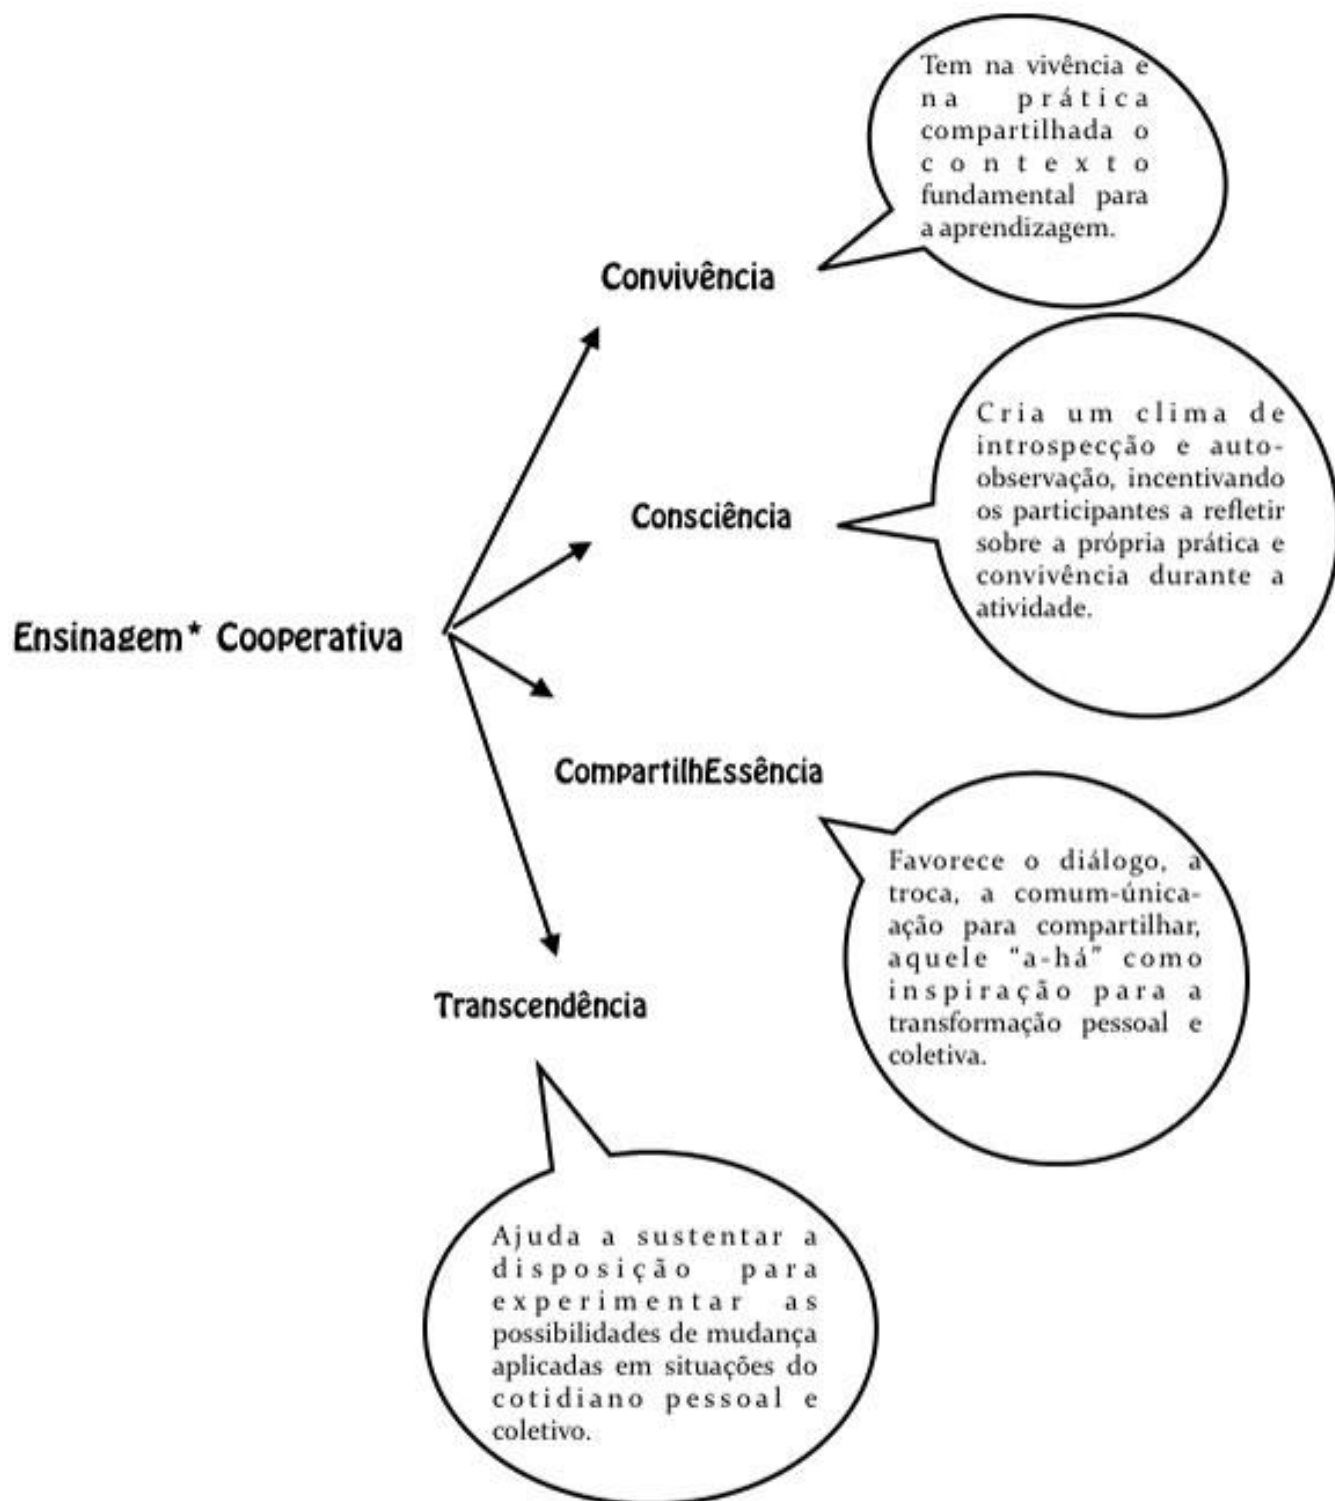 Tem na vivência e
na prática
compartilhada o
contexto
fundamental para
a aprendizagem.
Convivência
Cria um clima de
introspecção e auto-
observação, incentivando
os participantes a refletir
sobre a própria prática e
convivência durante a
atividade.
Consciência
Ensinagem* Cooperativa
CompartilhEssência
Favorece o diálogo, a
troca, a comum-única-
ação para compartilhar,
aquele "a-há" como
inspiração para a
transformação pessoal e
coletiva.
Transcendência
Ajuda a sustentar a
disposição para
experimentar as
possibilidades de mudança
aplicadas em situações do
cotidiano pessoal e
coletivo.